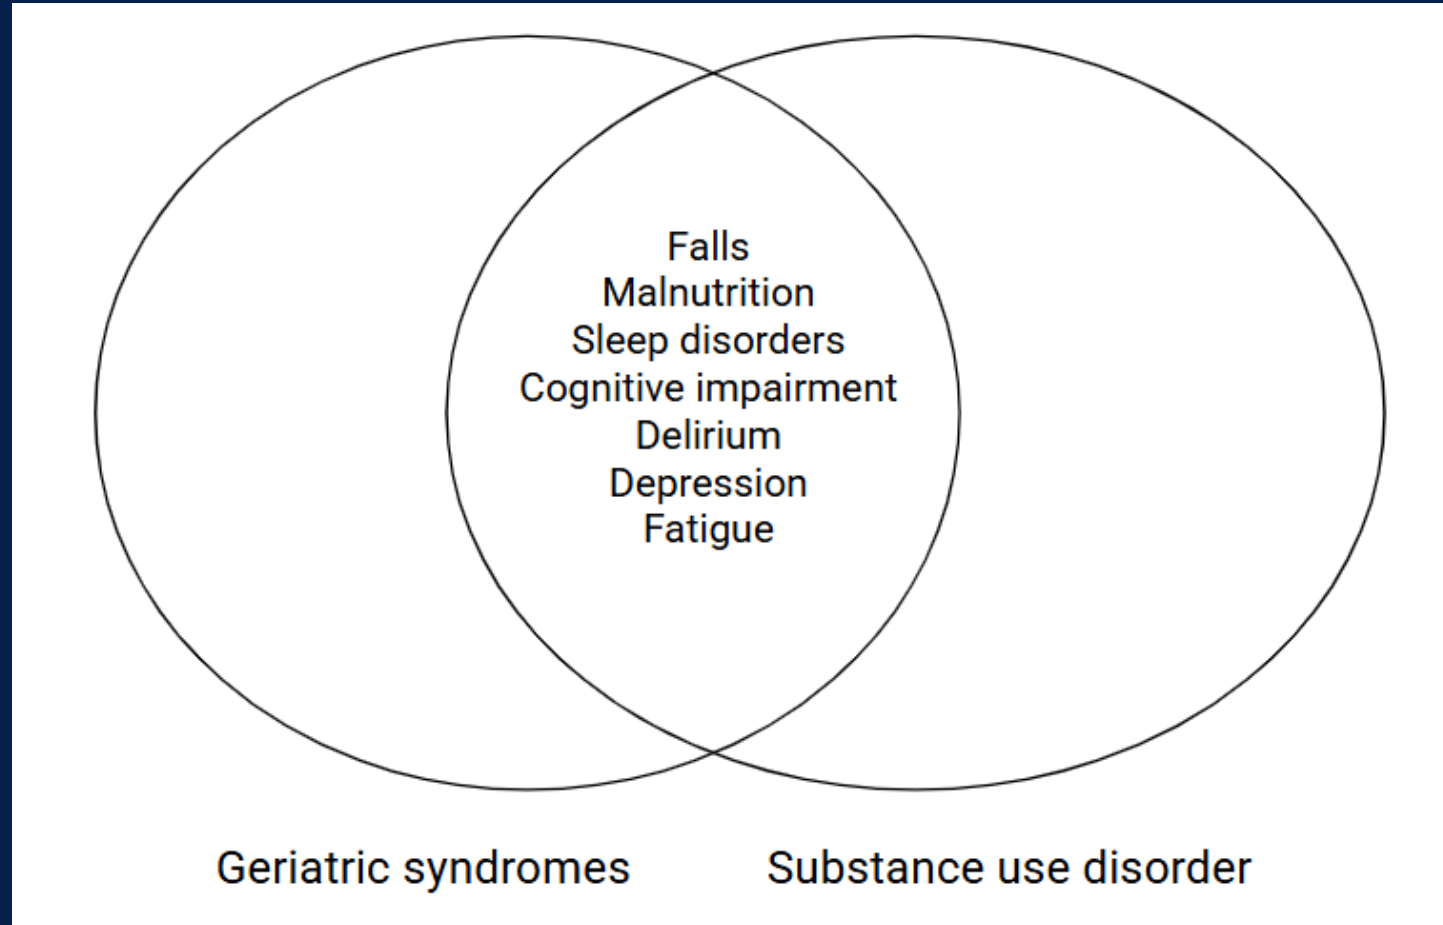 Falls
Malnutrition
Sleep disorders
Cognitive impairment
Delirium
Depression
Fatigue
Geriatric syndromes
Substance use disorder